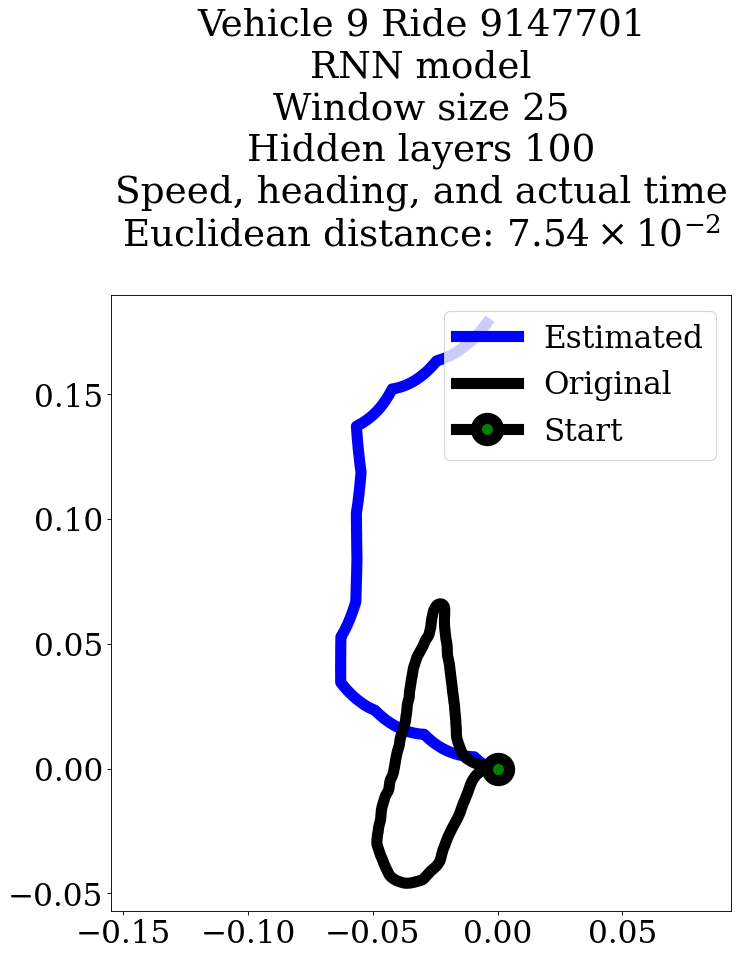 Vehicle 9 Ride 9147701
RNN model
Window size 25
Hidden layers 100
Speed, heading, and actual time
Euclidean distance: 7.54 × 10⁻²
Estimated
Original
Start
0.15
0.10
0.05
0.00
−0.05
−0.15 −0.10 −0.05 0.00 0.05